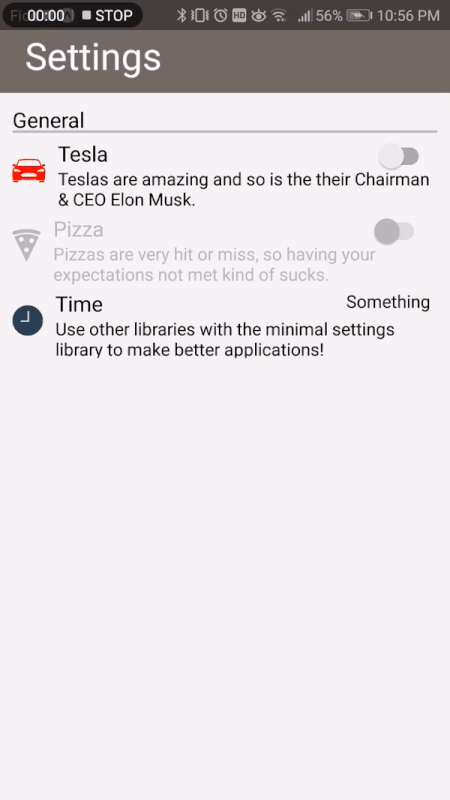 00:00 STOP HD 56% 10:56 PM
Settings
General
Tesla
Teslas are amazing and so is the their Chairman
& CEO Elon Musk.
Pizza
Pizzas are very hit or miss, so having your
expectations not met kind of sucks.
Time Something
Use other libraries with the minimal settings
library to make better applications!